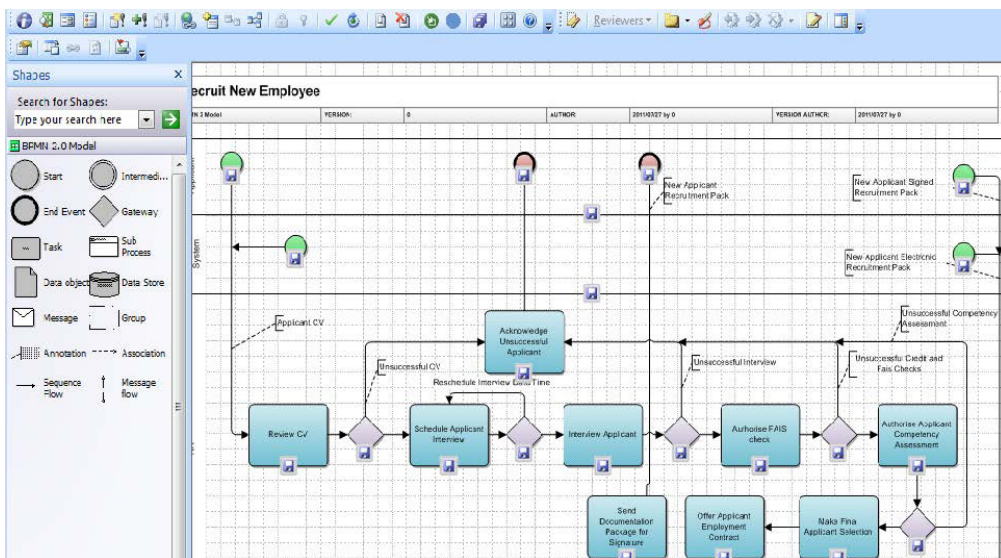 Reviewers
Shapes
X
Search for Shapes:
Type your search here
BPMN 2.0 Model
Start
Intermedi...
End Event
Gateway
Task
Sub
Process
Data object
Data Store
Message
Group
Annotation
Association
Sequence
Flow
Message
flow
ecruit New Employee
MN 2 Model
VERSION:
0
AUTHOR:
2011/07/27 by 0
VERSION AUTHOR:
2011/07/27 by 0
New Applicant
Recruitment Pack
New Applicant Signed
Recruitment Pack
System
New Applicant Electronic
Recruitment Pack
Applicant CV
Acknowledge
Unsuccessful
Applicant
Unsuccessful Competency
Assessment
Unsuccessful CV
Unsuccessful Interview
Unsuccessful Credit and
Fais Checks
Reschedule Interview Date/Time
Review CV
Schedule Applicant
Interview
Interview Applicant
Authorise FAIS
check
Authorise Applicant
Competency
Assessment
Send
Documentation
Package for
Signature
Offer Applicant
Employment
Contract
Make Fina
Applicant Selection